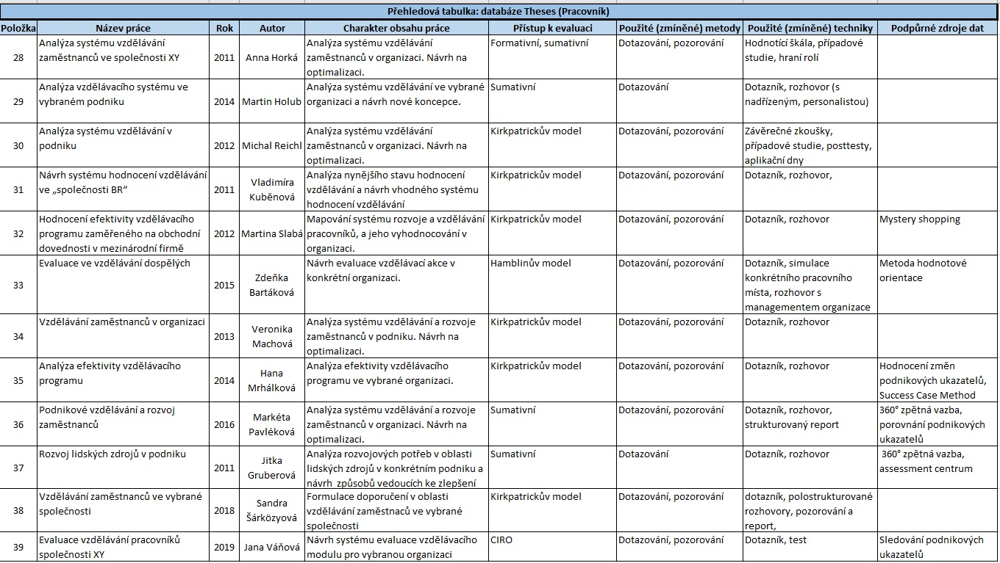 Přehledová tabulka: databáze Theses (Pracovník)
Položka Název práce Rok Autor Charakter obsahu práce Přístup k evaluaci Použité (zmíněné) metody Použité (zmíněné) techniky Podpůrné zdroje dat
28
Analýza systému vzdělávání
zaměstnanců ve společnosti XY
2011
Anna Horká
Analýza systému vzdělávání
zaměstnanců v organizaci. Návrh na
optimalizaci.
Formativní, sumativní
Dotazování, pozorování
Hodnotící škála, případové
studie, hraní rolí
29
Analýza vzdělávacího systému ve
vybraném podniku
2014
Martin Holub
Analýza systému vzdělávání ve vybrané
organizaci a návrh nové koncepce.
Sumativní
Dotazování
Dotazník, rozhovor (s
nadřízeným, personalistou)
30
Analýza systému vzdělávání v
podniku
2012
Michal Reichl
Analýza systému vzdělávání
zaměstnanců v organizaci. Návrh na
optimalizaci.
Kirkpatrickův model
Dotazování, pozorování
Závěrečné zkoušky,
případové studie, posttesty,
aplikační dny
31
Návrh systému hodnocení vzdělávání
ve „společnosti BR“
2011
Vladimíra
Kuběnová
Analýza nynějšího stavu hodnocení
vzdělávání a návrh vhodného systému
hodnocení vzdělávání
Kirkpatrickův model
Dotazování, pozorování
Dotazník, rozhovor,
32
Hodnocení efektivity vzdělávacího
programu zaměřeného na obchodní
dovednosti v mezinárodní firmě
2012
Martina Slabá
Mapování systému rozvoje a vzdělávání
pracovníků, a jeho vyhodnocování v
organizaci.
Kirkpatrickův model
Dotazování, pozorování
Dotazník, rozhovor
Mystery shopping
33
Evaluace ve vzdělávání dospělých
2015
Zdeňka
Bartáková
Návrh evaluace vzdělávací akce v
konkrétní organizaci.
Hamblinův model
Dotazování, pozorování
Dotazník, simulace
konkrétního pracovního
místa, rozhovor s
managementem organizace
Metoda hodnotové
orientace
34
Vzdělávání zaměstnanců v organizaci
2013
Veronika
Machová
Analýza systému vzdělávání a rozvoje
zaměstnanců v podniku. Návrh na
optimalizaci.
Kirkpatrickův model
Dotazování, pozorování
Dotazník, rozhovor
35
Analýza efektivity vzdělávacího
programu
2014
Hana
Mrhálková
Analýza efektivity vzdělávacího
programu ve vybrané organizaci.
Kirkpatrickův model
Dotazování, pozorování
Dotazník, rozhovor
Hodnocení změn
podnikových ukazatelů,
Success Case Method
36
Podnikové vzdělávání a rozvoj
zaměstnanců
2016
Markéta
Pavléková
Analýza systému vzdělávání a rozvoje
zaměstnanců v organizaci. Návrh na
optimalizaci.
Sumativní
Dotazování, pozorování
Dotazník, rozhovor,
strukturovaný report
360° zpětná vazba,
porovnání podnikových
ukazatelů
37
Rozvoj lidských zdrojů v podniku
2011
Jitka
Gruberová
Analýza rozvojových potřeb v oblasti
lidských zdrojů v konkrétním podniku a
návrh způsobů vedoucích ke zlepšení
Sumativní
Dotazování
Dotazník, rozhovor
360° zpětná vazba,
assessment centrum
38
Vzdělávání zaměstnanců ve vybrané
společnosti
2018
Sandra
Šárközyová
Formulace doporučení v oblasti
vzdělávání zaměstnaců ve vybrané
společnosti
Kirkpatrickův model
Dotazování, pozorování
dotazník, polostrukturované
rozhovory, pozorování a
report,
39
Evaluace vzdělávání pracovníků
společnosti XY
2019
Jana Váňová
Návrh systému evaluace vzdělávacího
modulu pro vybranou organizaci
CIRO
Dotazování, pozorování
Dotazník, test
Sledování podnikových
ukazatelů